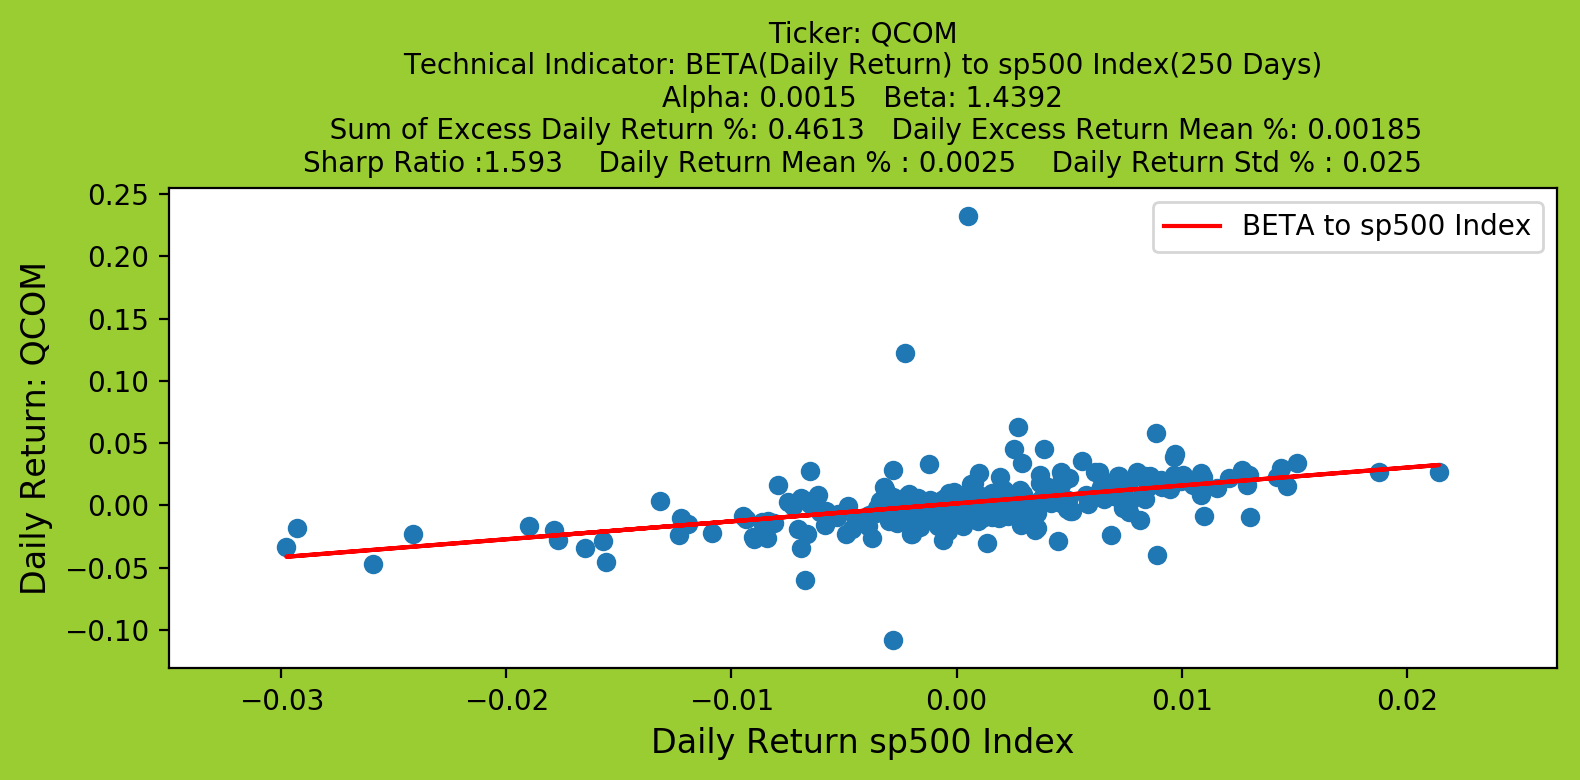 Ticker: QCOM
Technical Indicator: BETA(Daily Return) to sp500 Index(250 Days)
Alpha: 0.0015   Beta: 1.4392
Sum of Excess Daily Return %: 0.4613   Daily Excess Return Mean %: 0.00185
Sharp Ratio :1.593    Daily Return Mean % : 0.0025    Daily Return Std % : 0.025
BETA to sp500 Index
Daily Return: QCOM
0.25
0.20
0.15
0.10
0.05
0.00
−0.05
−0.10
−0.03
−0.02
−0.01
0.00
0.01
0.02
Daily Return sp500 Index